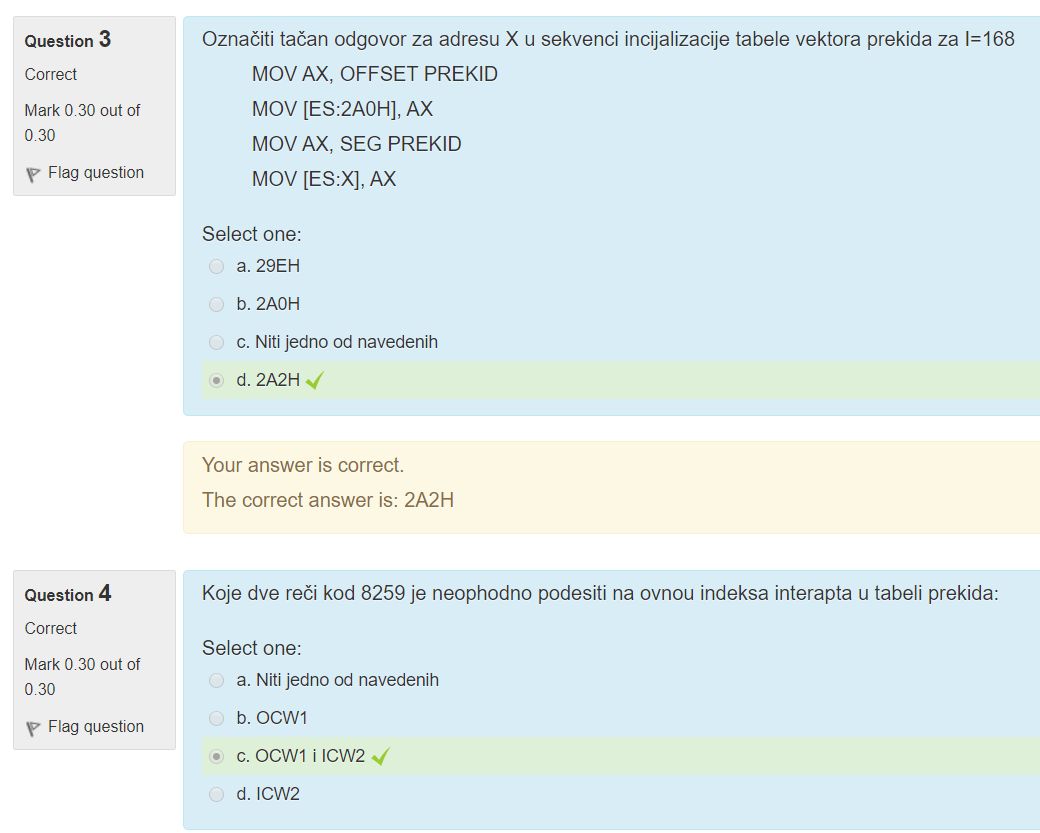 Question 3
Correct
Mark 0.30 out of
0.30
Flag question
Označiti tačan odgovor za adresu X u sekvenci incijalizacije tabele vektora prekida za I=168
MOV AX, OFFSET PREKID
MOV [ES:2A0H], AX
MOV AX, SEG PREKID
MOV [ES:X], AX
Select one:
a. 29EH
b. 2A0H
c. Niti jedno od navedenih
d. 2A2H
Your answer is correct.
The correct answer is: 2A2H
Question 4
Correct
Mark 0.30 out of
0.30
Flag question
Koje dve reči kod 8259 je neophodno podesiti na ovnou indeksa interapta u tabeli prekida:
Select one:
a. Niti jedno od navedenih
b. OCW1
c. OCW1 i ICW2
d. ICW2